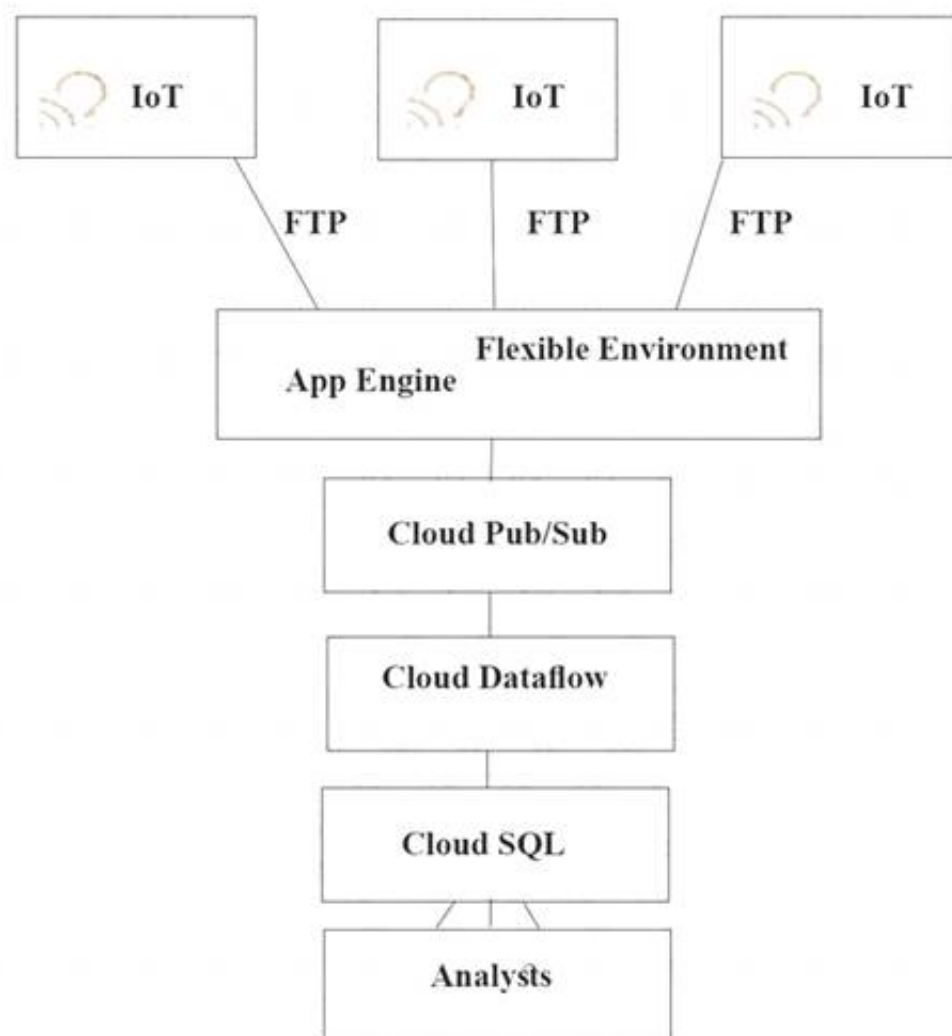 IoT
IoT
IoT
FTP
FTP
FTP
Flexible Environment
App Engine
Cloud Pub/Sub
Cloud Dataflow
Cloud SQL
Analysts